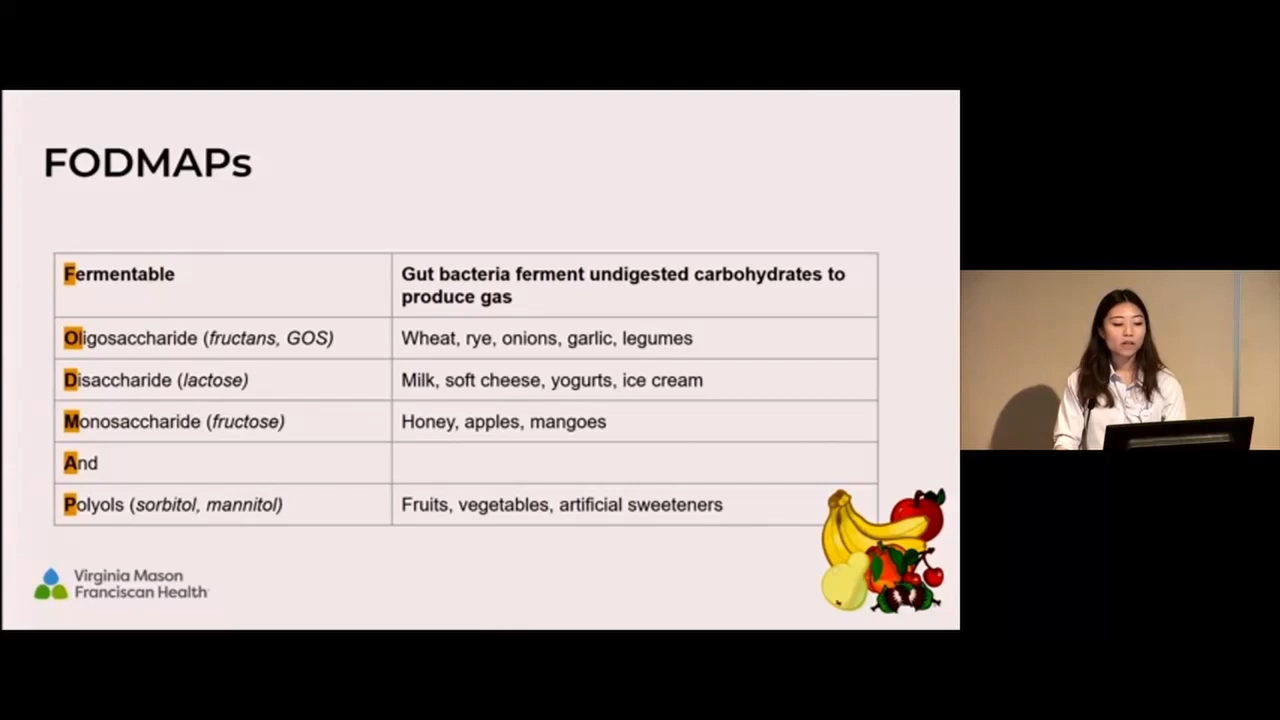 FODMAPs
Fermentable
Gut bacteria ferment undigested carbohydrates to
produce gas
Oligosaccharide (fructans, GOS)
Wheat, rye, onions, garlic, legumes
Disaccharide (lactose)
Milk, soft cheese, yogurts, ice cream
Monosaccharide (fructose)
Honey, apples, mangoes
And
Polyols (sorbitol, mannitol)
Fruits, vegetables, artificial sweeteners
Virginia Mason
Franciscan Health